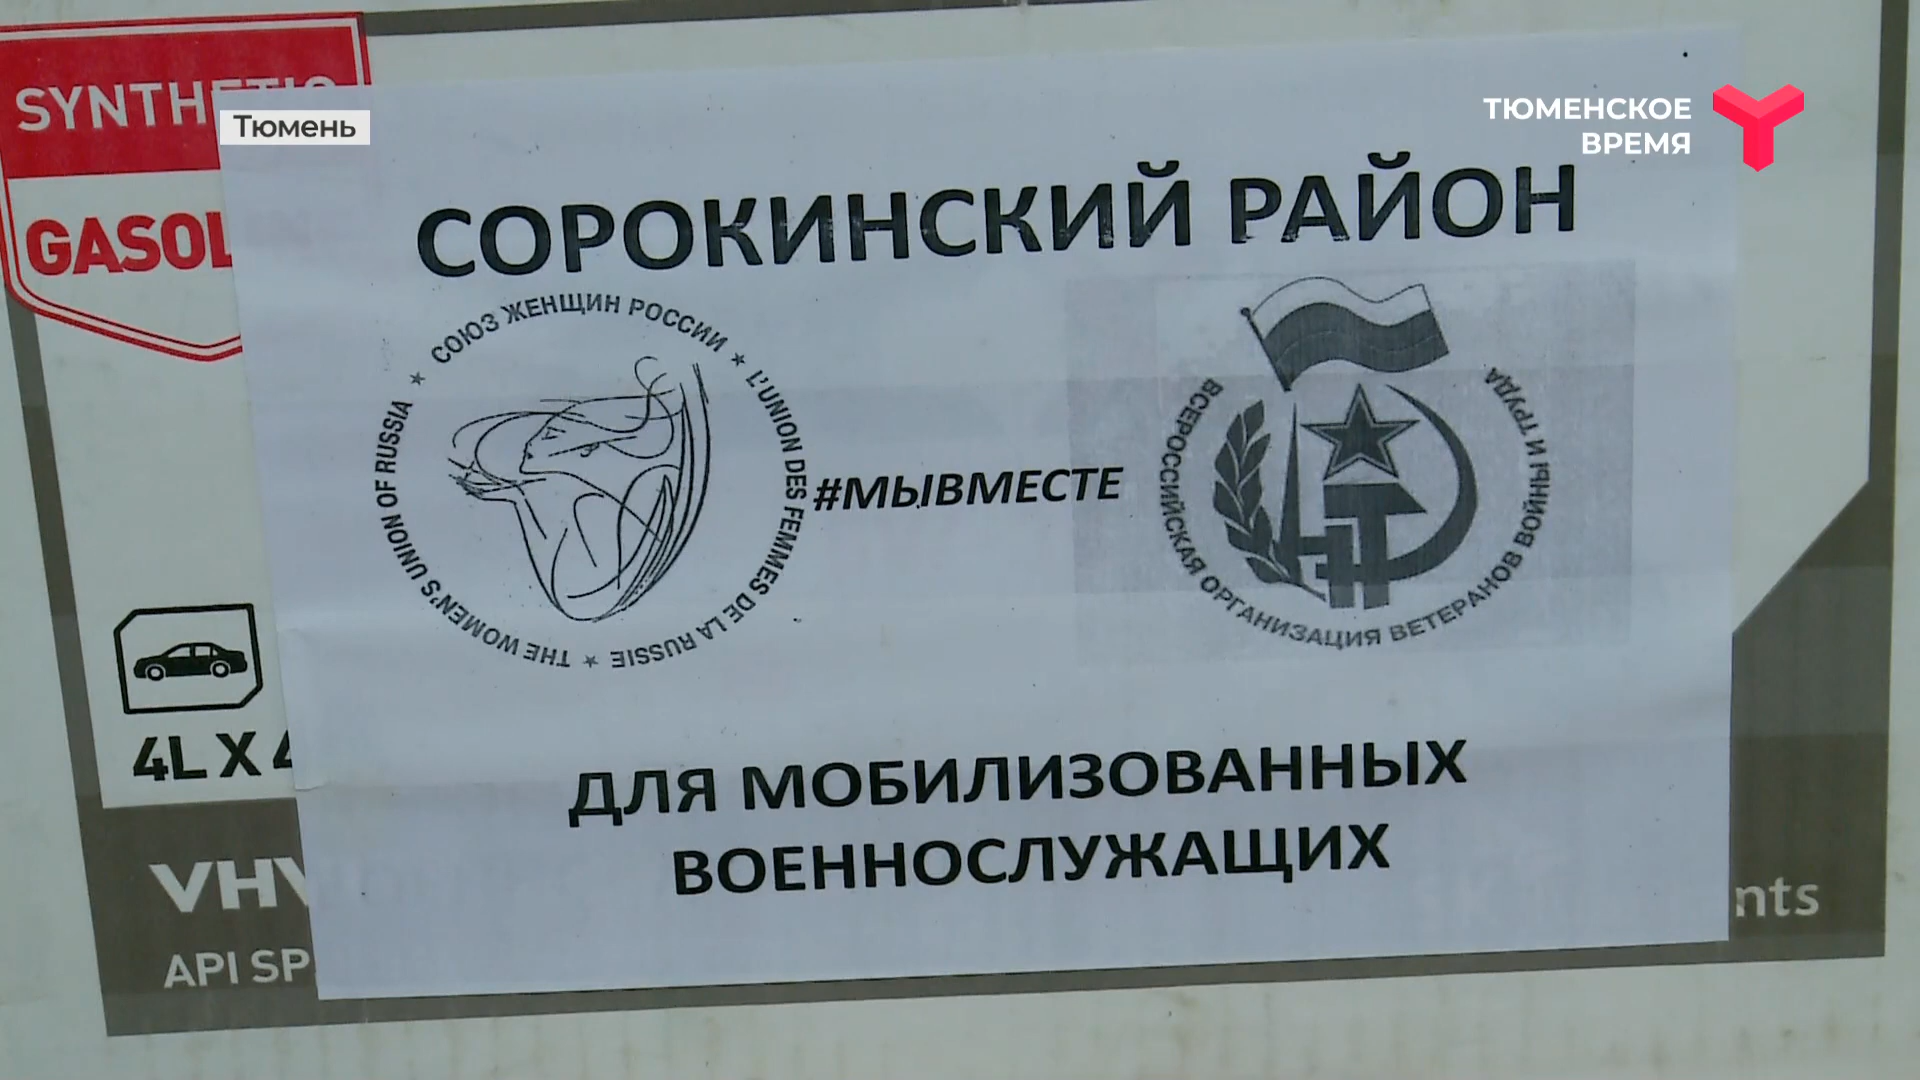 SYNTHETIC
Тюмень
ТЮМЕНСКОЕ
ВРЕМЯ
GASOL
СОРОКИНСКИЙ РАЙОН
СОЮЗ ЖЕНЩИН РОССИИ ★ L'UNION DES FEMMES DE LA RUSSIE ★ THE WOMEN'S UNION OF RUSSIA ★
#МЫВМЕСТЕ
ВСЕРОССИЙСКАЯ ОРГАНИЗАЦИЯ ВЕТЕРАНОВ ВОЙНЫ И ТРУДА
4L X 4
ДЛЯ МОБИЛИЗОВАННЫХ
ВОЕННОСЛУЖАЩИХ
VHV
nts
API SP